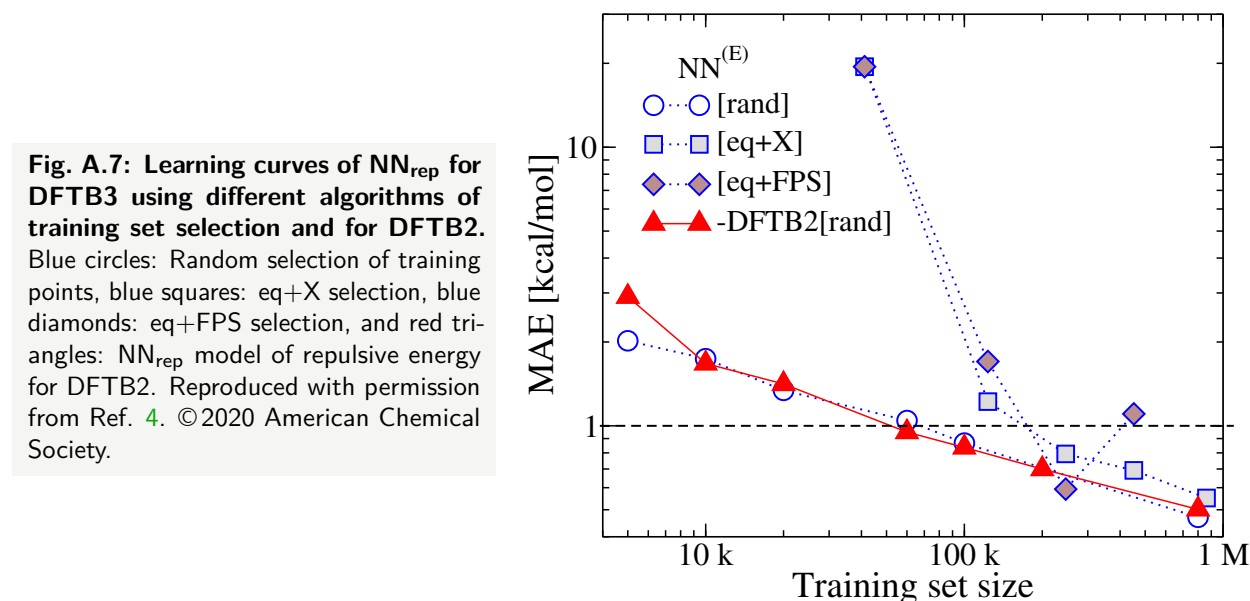 Fig. A.7: Learning curves of NNrep for
DFTB3 using different algorithms of
training set selection and for DFTB2.
Blue circles: Random selection of training
points, blue squares: eq+X selection, blue
diamonds: eq+FPS selection, and red tri-
angles: NNrep model of repulsive energy
for DFTB2. Reproduced with permission
from Ref. 4. ©2020 American Chemical
Society.
MAE [kcal/mol]
10
1
NN(E)
[rand]
[eq+X]
[eq+FPS]
-DFTB2[rand]
10 k
100 k
1 M
Training set size